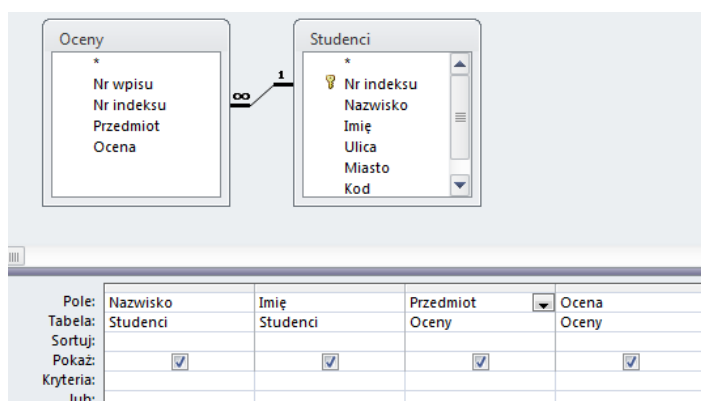 Oceny
*
Nr wpisu
Nr indeksu
Przedmiot
Ocena
∞
1
Studenci
*
Nr indeksu
Nazwisko
Imię
Ulica
Miasto
Kod
Pole: Nazwisko Imię Przedmiot Ocena
Tabela: Studenci Studenci Oceny Oceny
Sortuj:
Pokaż:
Kryteria:
lub: